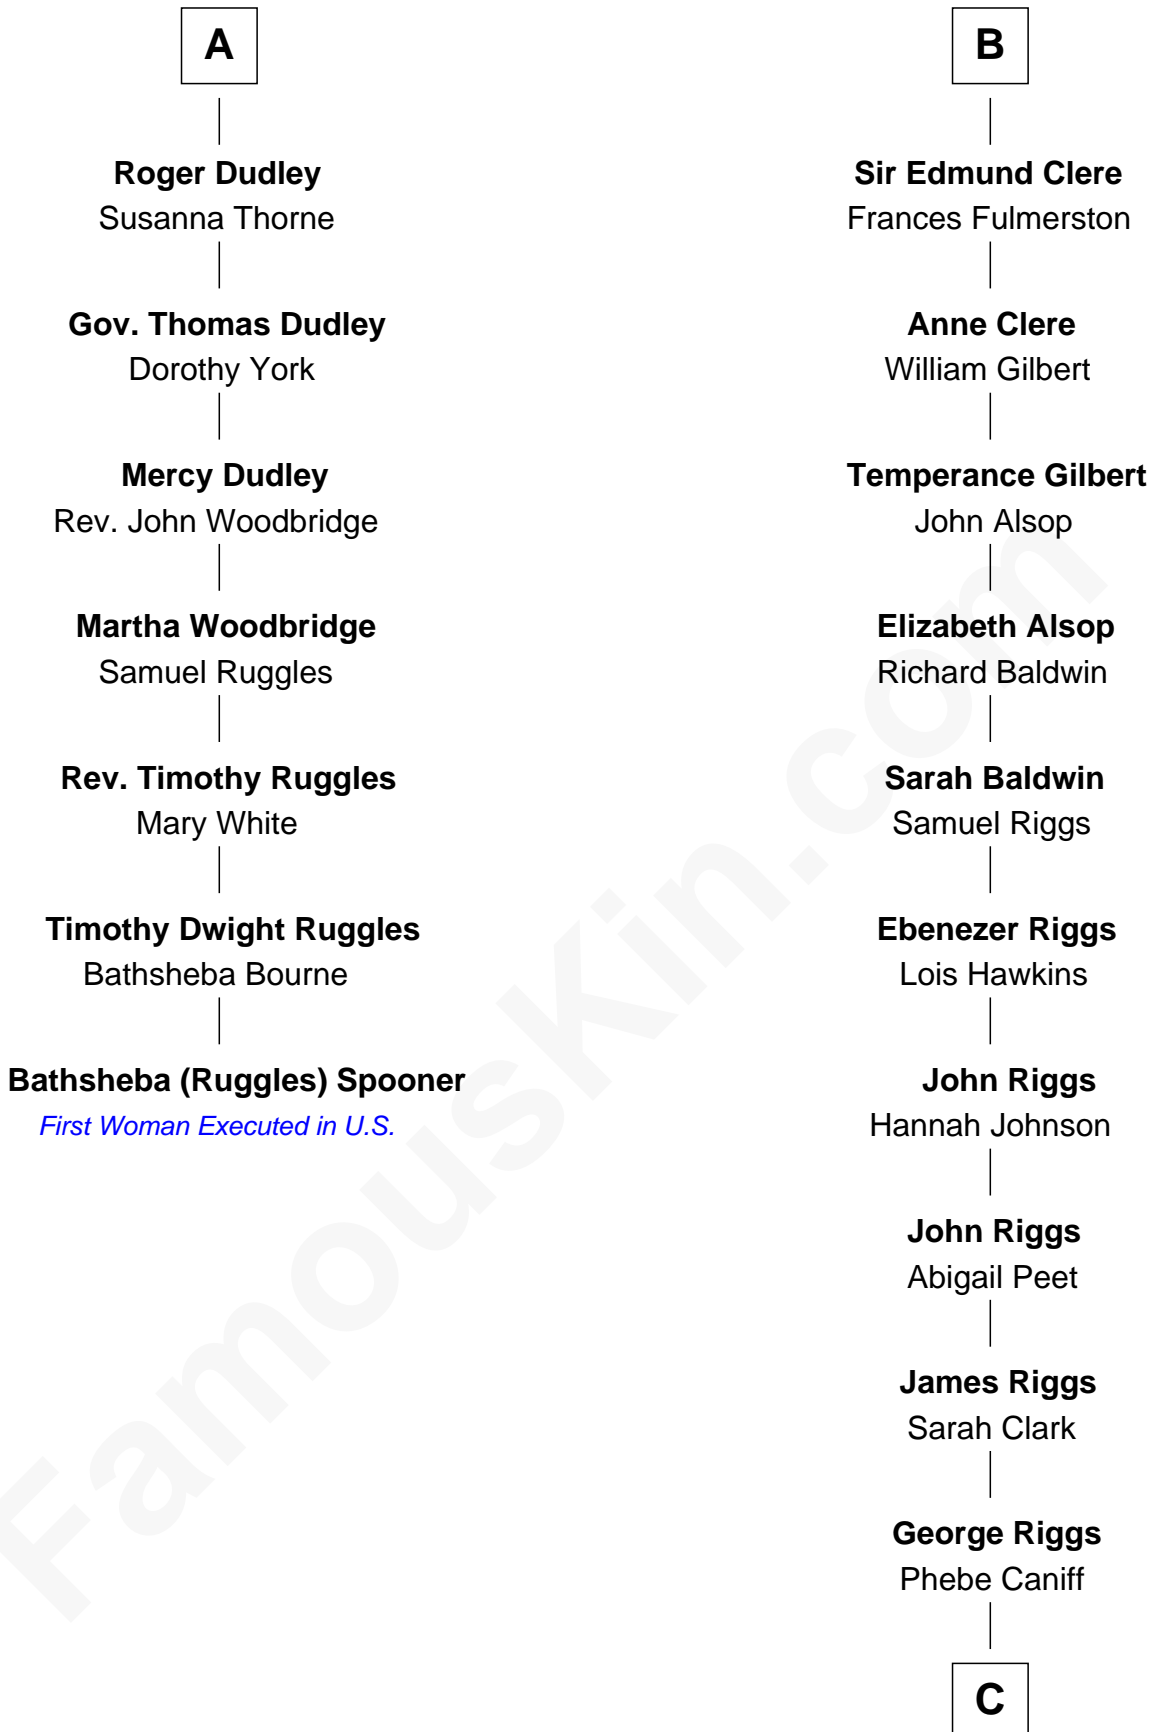 A
Roger Dudley
Susanna Thorne
Gov. Thomas Dudley
Dorothy York
Mercy Dudley
Rev. John Woodbridge
Martha Woodbridge
Samuel Ruggles
Rev. Timothy Ruggles
Mary White
Timothy Dwight Ruggles
Bathsheba Bourne
Bathsheba (Ruggles) Spooner
First Woman Executed in U.S.
B
Sir Edmund Clere
Frances Fulmerston
Anne Clere
William Gilbert
Temperance Gilbert
John Alsop
Elizabeth Alsop
Richard Baldwin
Sarah Baldwin
Samuel Riggs
Ebenezer Riggs
Lois Hawkins
John Riggs
Hannah Johnson
John Riggs
Abigail Peet
James Riggs
Sarah Clark
George Riggs
Phebe Caniff
C
FamousKin.com